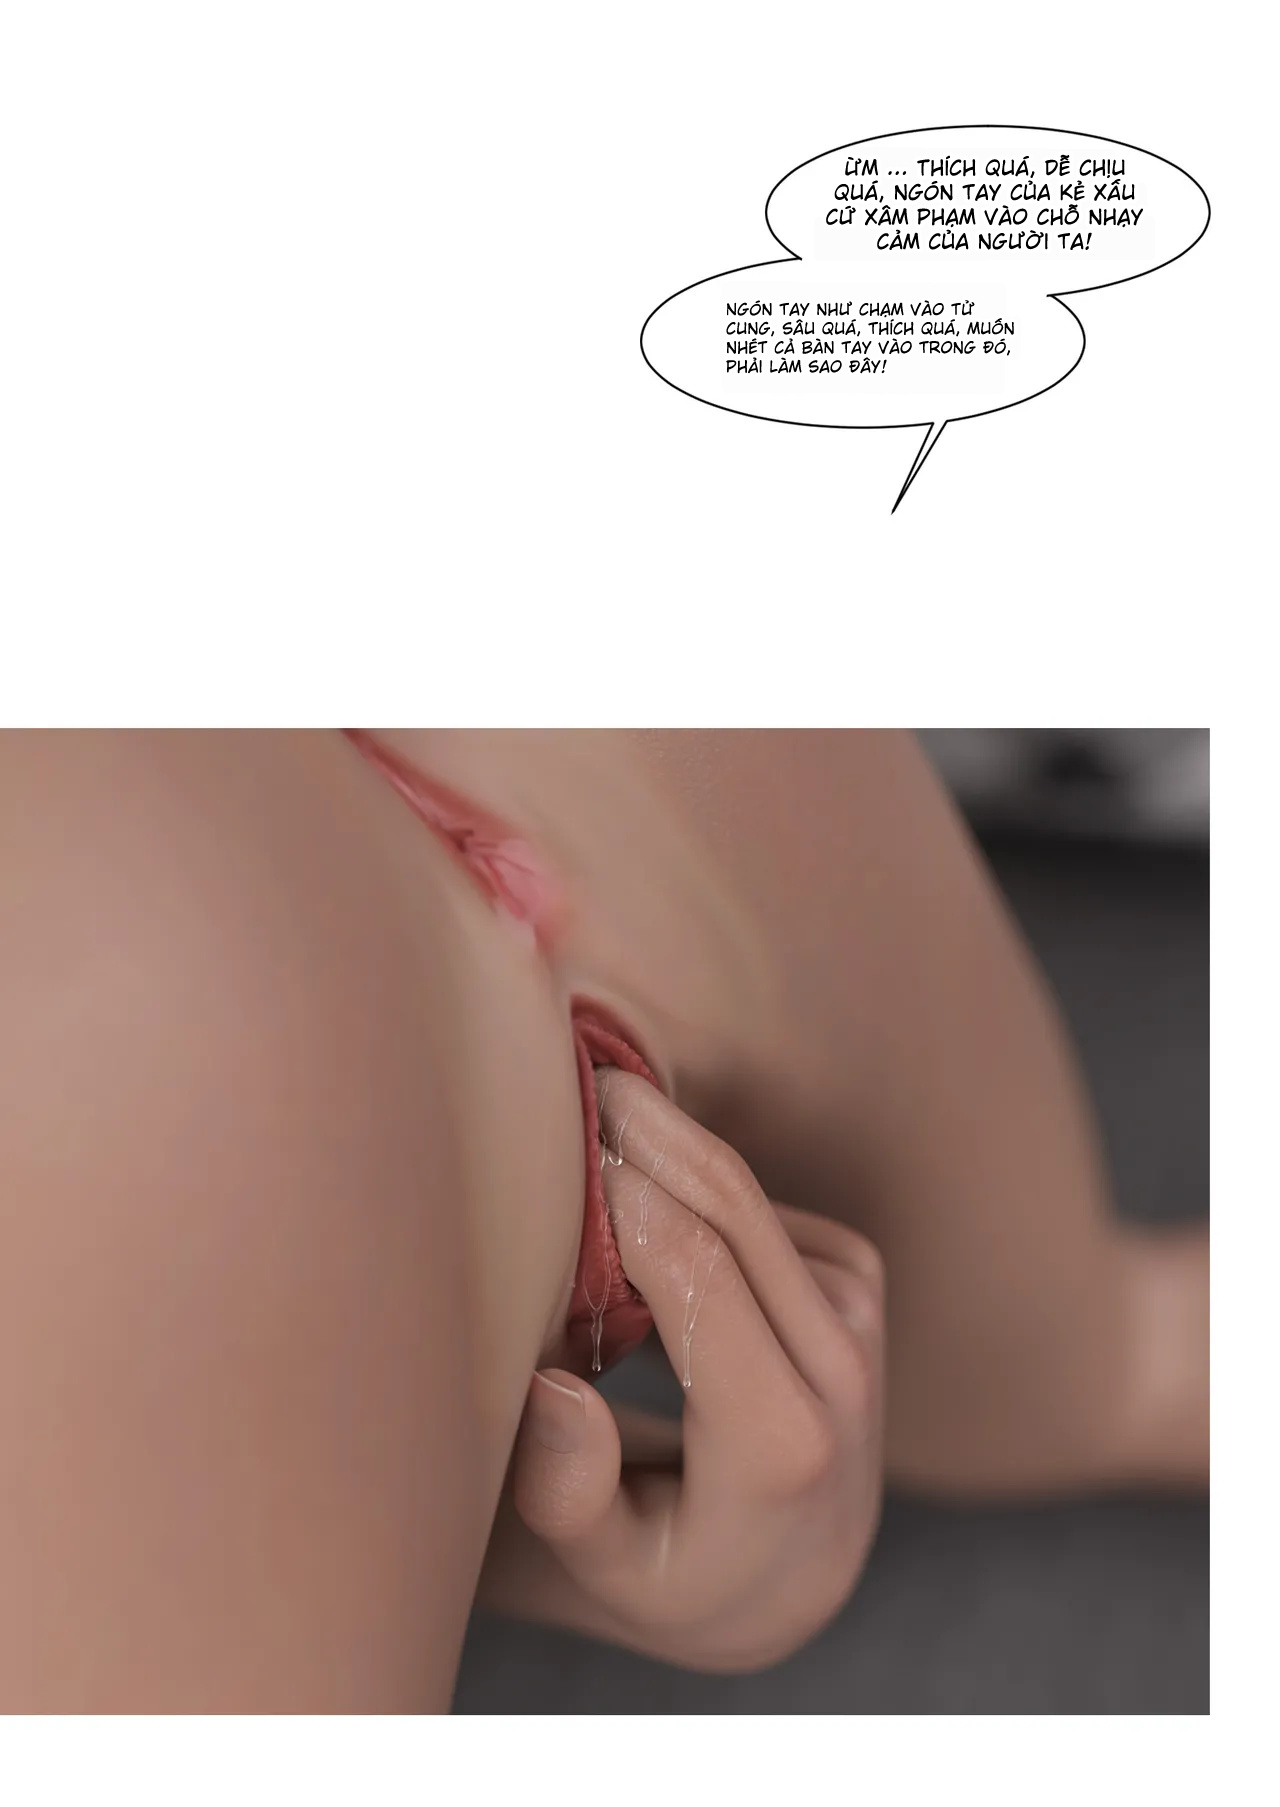 ỪM ... THÍCH QUÁ, DỄ CHỊU
QUÁ, NGÓN TAY CỦA KẺ XẤU
CỨ XÂM PHẠM VÀO CHỖ NHẠY
CẢM CỦA NGƯỜI TA!
NGÓN TAY NHƯ CHẠM VÀO TỬ
CUNG, SÂU QUÁ, THÍCH QUÁ, MUỐN
NHÉT CẢ BÀN TAY VÀO TRONG ĐÓ,
PHẢI LÀM SAO ĐÂY!